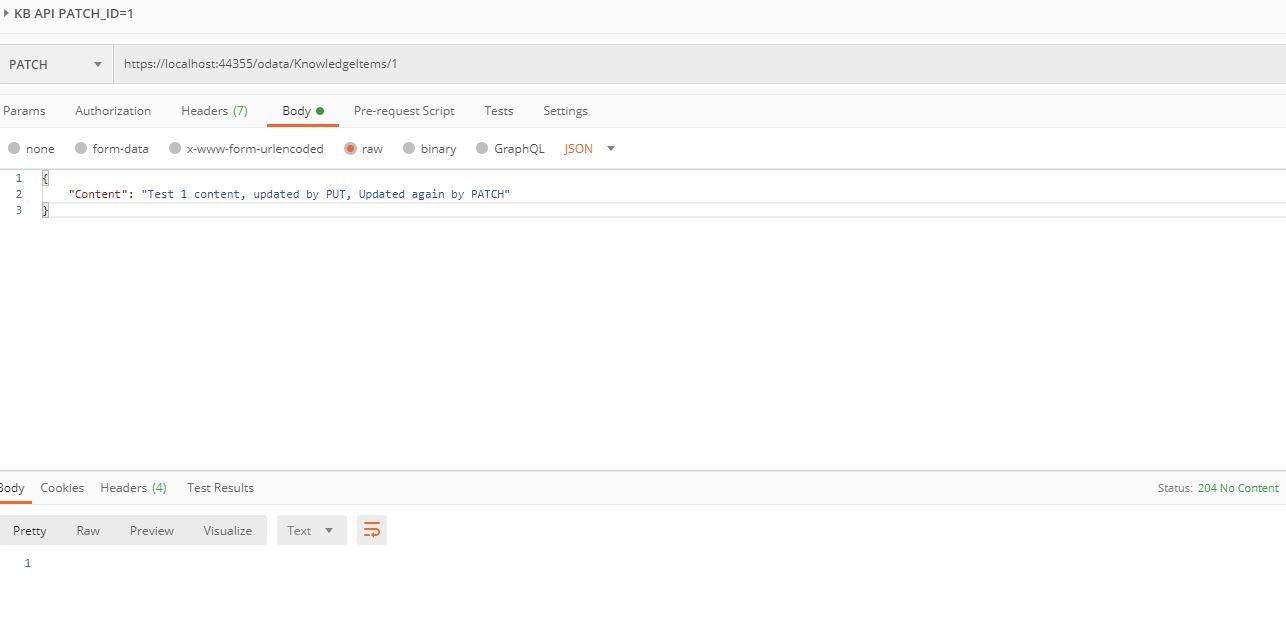 KB API PATCH_ID=1
PATCH https://localhost:44355/odata/KnowledgeItems/1
Params Authorization Headers (7) Body Pre-request Script Tests Settings
none form-data x-www-form-urlencoded raw binary GraphQL JSON
1 {
2 "Content": "Test 1 content, updated by PUT, Updated again by PATCH"
3 }
Body Cookies Headers (4) Test Results Status: 204 No Content
Pretty Raw Preview Visualize Text
1